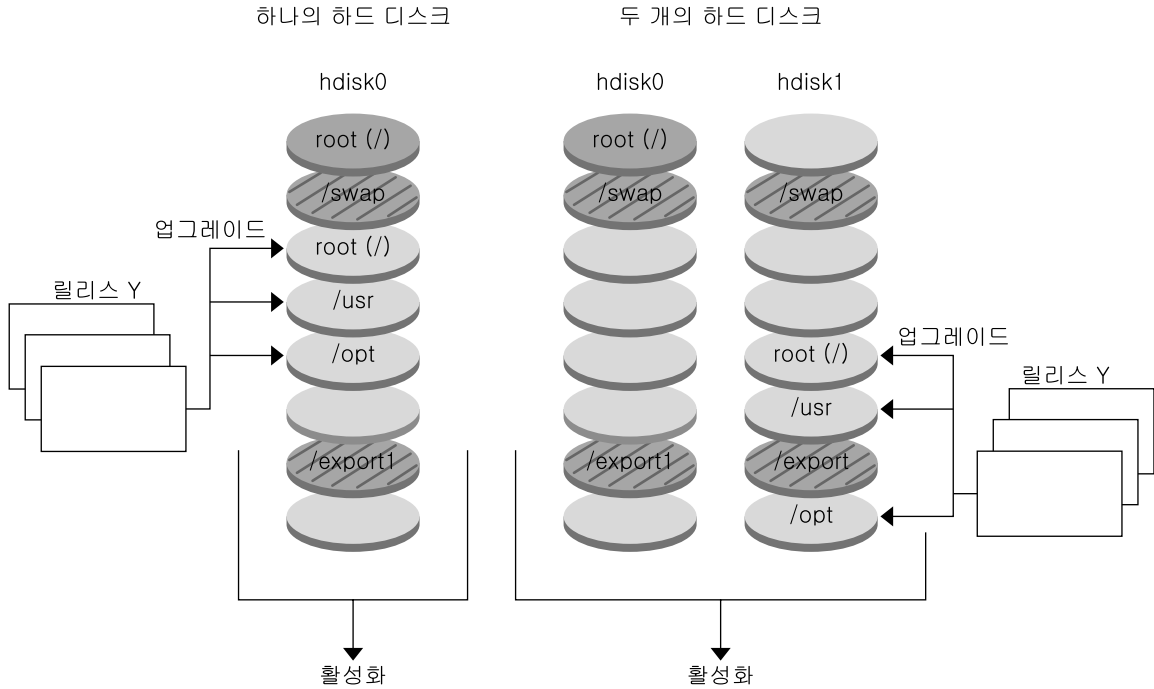 하나의 하드 디스크
두 개의 하드 디스크
hdisk0
hdisk0
hdisk1
root (/)
root (/)
/swap
/swap
/swap
업그레이드
root (/)
릴리스 Y
/usr
/opt
업그레이드
root (/)
릴리스 Y
/usr
/export1
/export1
/export
/opt
활성화
활성화